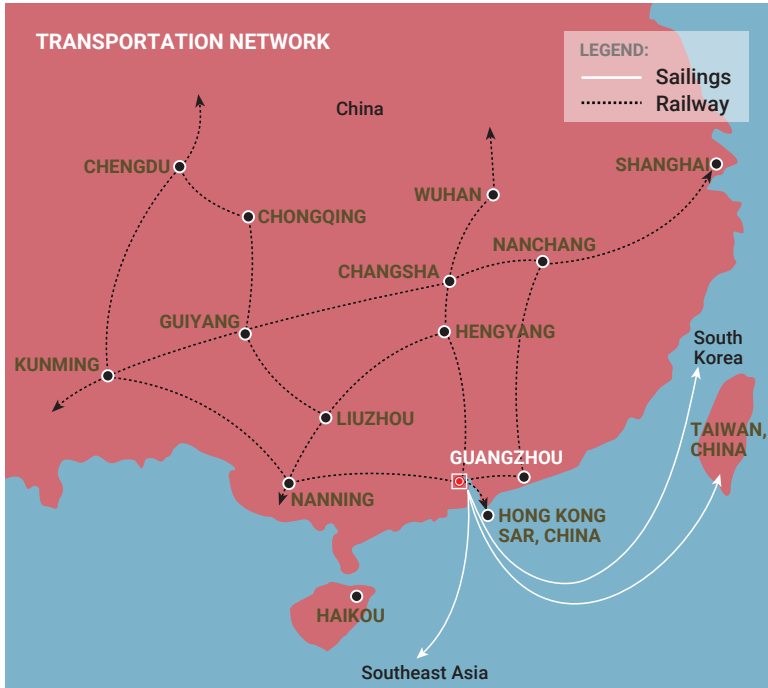 TRANSPORTATION NETWORK
LEGEND:
Sailings
Railway
China
CHENGDU
SHANGHAI
WUHAN
CHONGQING
NANCHANG
CHANGSHA
GUIYANG
HENGYANG
South
Korea
KUNMING
LIUZHOU
TAIWAN,
CHINA
GUANGZHOU
NANNING
HONG KONG
SAR, CHINA
HAIKOU
Southeast Asia